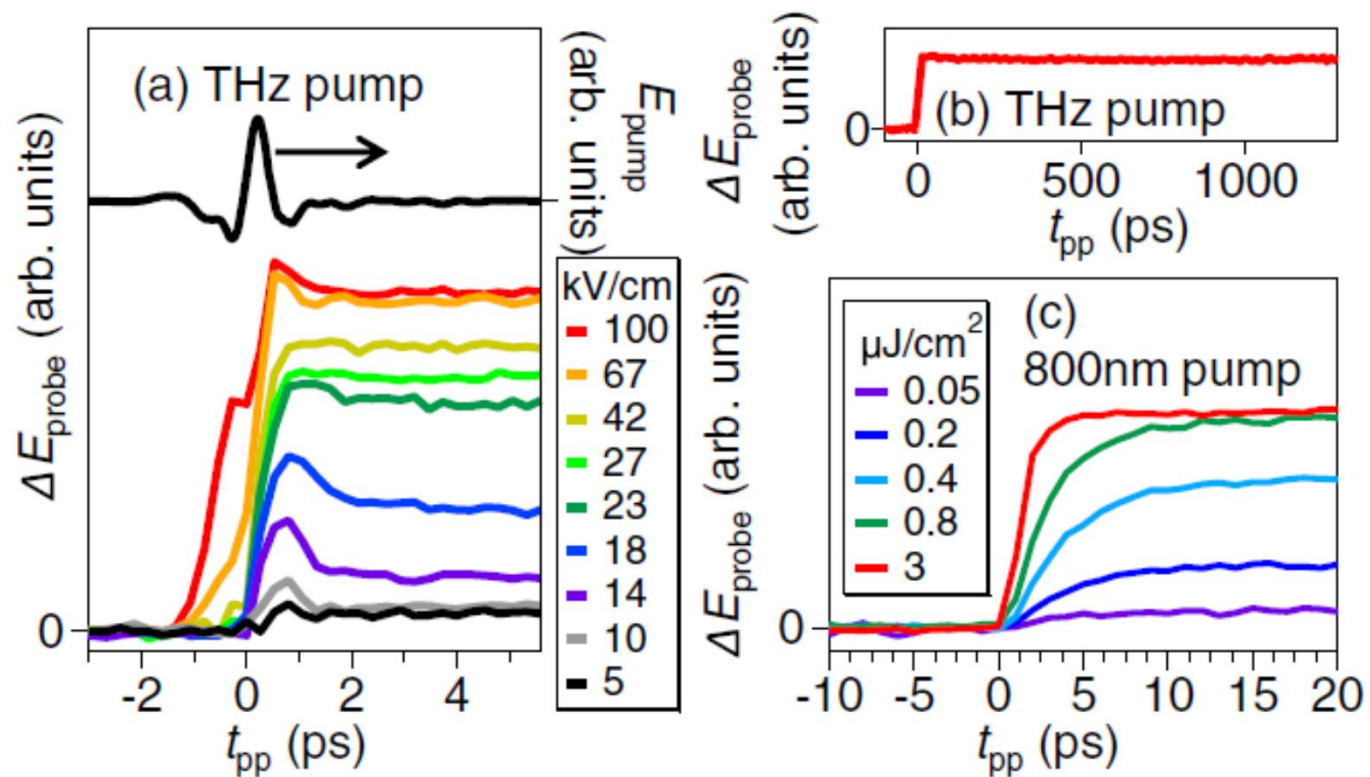 (a) THz pump
ΔE_probe (arb. units)
E_pump
(arb. units)
0
-2 0 2 4
t_pp (ps)
kV/cm
100
67
42
27
23
18
14
10
5
ΔE_probe
(arb. units)
0
(b) THz pump
0 500 1000
t_pp (ps)
ΔE_probe (arb. units)
(c)
800nm pump
µJ/cm²
0.05
0.2
0.4
0.8
3
0
-10 -5 0 5 10 15 20
t_pp (ps)